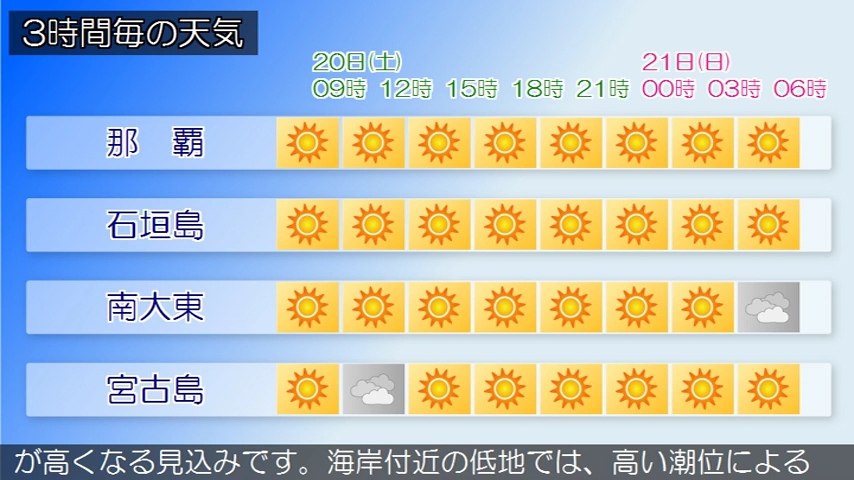 3時間毎の天気
20日(土) 21日(日)
09時 12時 15時 18時 21時 00時 03時 06時
那　覇
石垣島
南大東
宮古島
が高くなる見込みです。海岸付近の低地では、高い潮位による